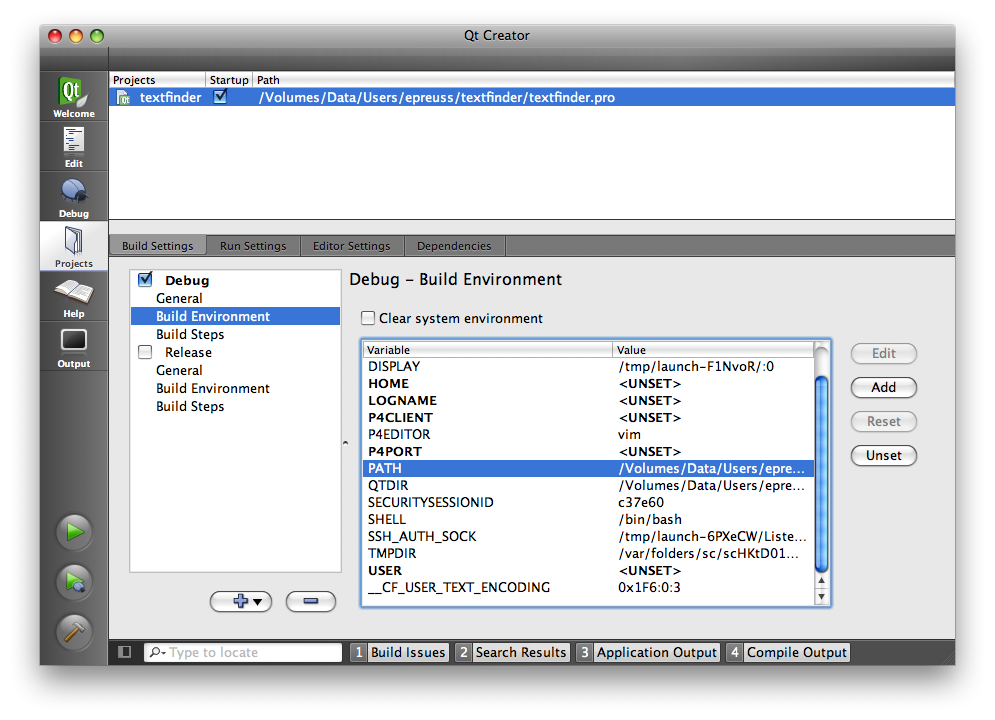 Qt Creator
Projects Startup Path
textfinder /Volumes/Data/Users/epreuss/textfinder/textfinder.pro
Qt
Welcome
Edit
Debug
Projects
Help
Output
Build Settings Run Settings Editor Settings Dependencies
Debug
General
Build Environment
Build Steps
Release
General
Build Environment
Build Steps
Debug – Build Environment
Clear system environment
Variable Value
DISPLAY /tmp/launch-F1NvoR/:0
HOME <UNSET>
LOGNAME <UNSET>
P4CLIENT <UNSET>
P4EDITOR vim
P4PORT <UNSET>
PATH /Volumes/Data/Users/epre...
QTDIR /Volumes/Data/Users/epre...
SECURITYSESSIONID c37e60
SHELL /bin/bash
SSH_AUTH_SOCK /tmp/launch-6PXeCW/Liste...
TMPDIR /var/folders/sc/scHKtD01...
USER <UNSET>
__CF_USER_TEXT_ENCODING 0x1F6:0:3
Edit
Add
Reset
Unset
Type to locate
1 Build Issues 2 Search Results 3 Application Output 4 Compile Output